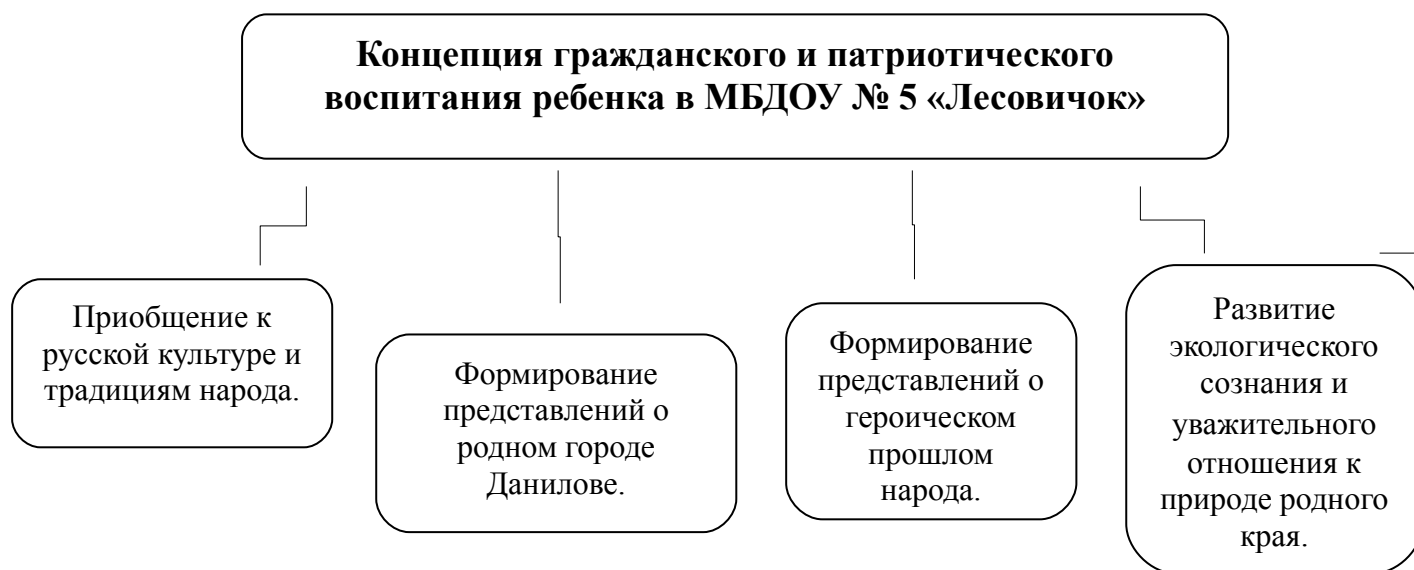 Концепция гражданского и патриотического
воспитания ребенка в МБДОУ № 5 «Лесовичок»
Приобщение к
русской культуре и
традициям народа.
Формирование
представлений о
родном городе
Данилове.
Формирование
представлений о
героическом
прошлом
народа.
Развитие
экологического
сознания и
уважительного
отношения к
природе родного
края.